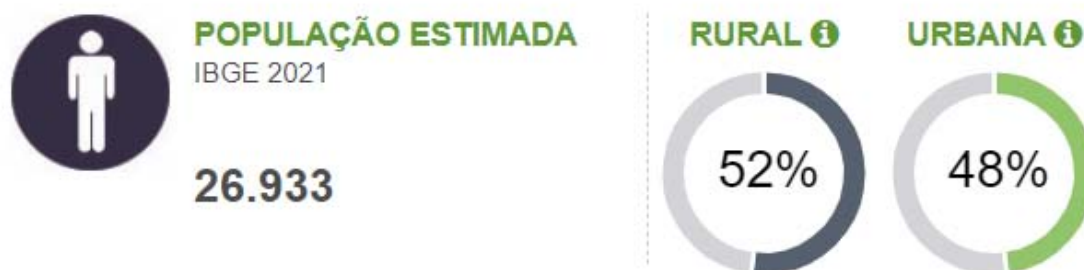 POPULAÇÃO ESTIMADA
IBGE 2021
26.933
RURAL
52%
URBANA
48%